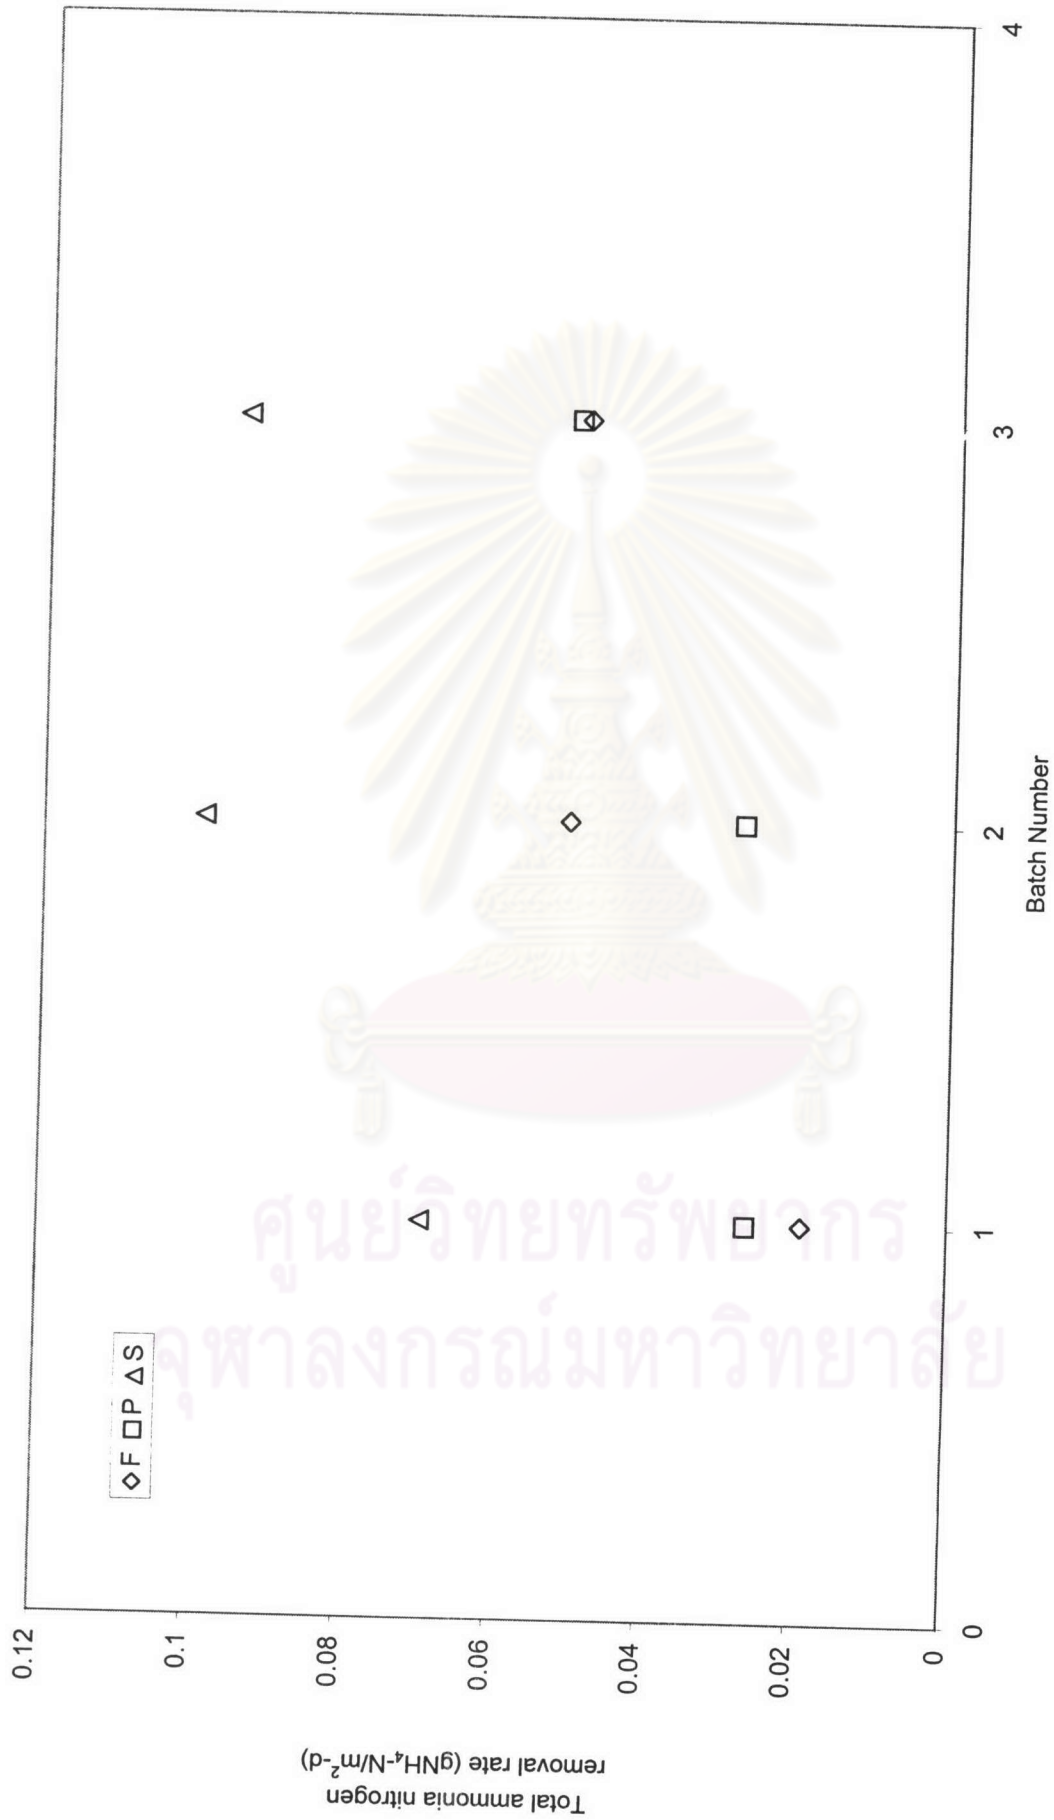 Total ammonia nitrogen
removal rate (gNH₄-N/m²-d)
0.12
0.1
0.08
0.06
0.04
0.02
0
◇F □P △S
0
1
2
3
4
Batch Number
ศูนย์วิทยทรัพยากร
จุฬาลงกรณ์มหาวิทยาลัย